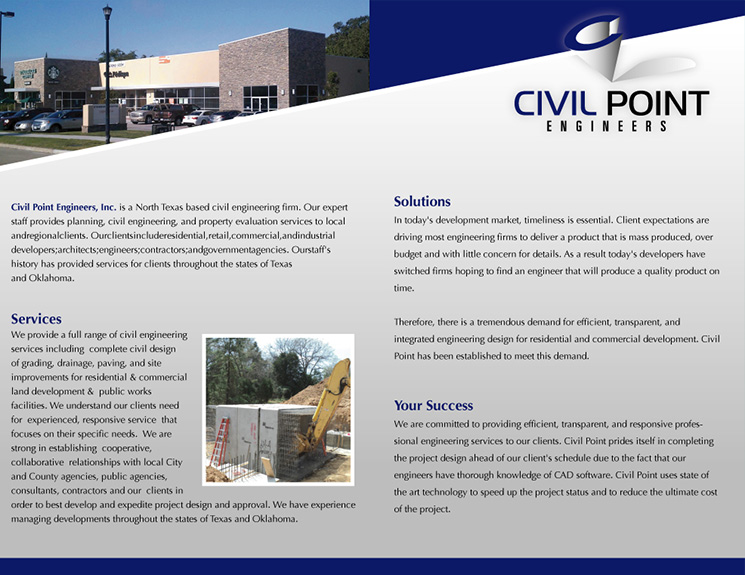 CIVIL POINT
ENGINEERS
Civil Point Engineers, Inc. is a North Texas based civil engineering firm. Our expert
staff provides planning, civil engineering, and property evaluation services to local
andregionalclients. Ourclientsincluderesidential,retail,commercial,andindustrial
developers;architects;engineers;contractors;andgovernmentagencies. Ourstaff's
history has provided services for clients throughout the states of Texas
and Oklahoma.
Services
We provide a full range of civil engineering
services including complete civil design
of grading, drainage, paving, and site
improvements for residential & commercial
land development & public works
facilities. We understand our clients need
for experienced, responsive service that
focuses on their specific needs. We are
strong in establishing cooperative,
collaborative relationships with local City
and County agencies, public agencies,
consultants, contractors and our clients in
order to best develop and expedite project design and approval. We have experience
managing developments throughout the states of Texas and Oklahoma.
Solutions
In today's development market, timeliness is essential. Client expectations are
driving most engineering firms to deliver a product that is mass produced, over
budget and with little concern for details. As a result today's developers have
switched firms hoping to find an engineer that will produce a quality product on
time.
Therefore, there is a tremendous demand for efficient, transparent, and
integrated engineering design for residential and commercial development. Civil
Point has been established to meet this demand.
Your Success
We are committed to providing efficient, transparent, and responsive profes-
sional engineering services to our clients. Civil Point prides itself in completing
the project design ahead of our client's schedule due to the fact that our
engineers have thorough knowledge of CAD software. Civil Point uses state of
the art technology to speed up the project status and to reduce the ultimate cost
of the project.